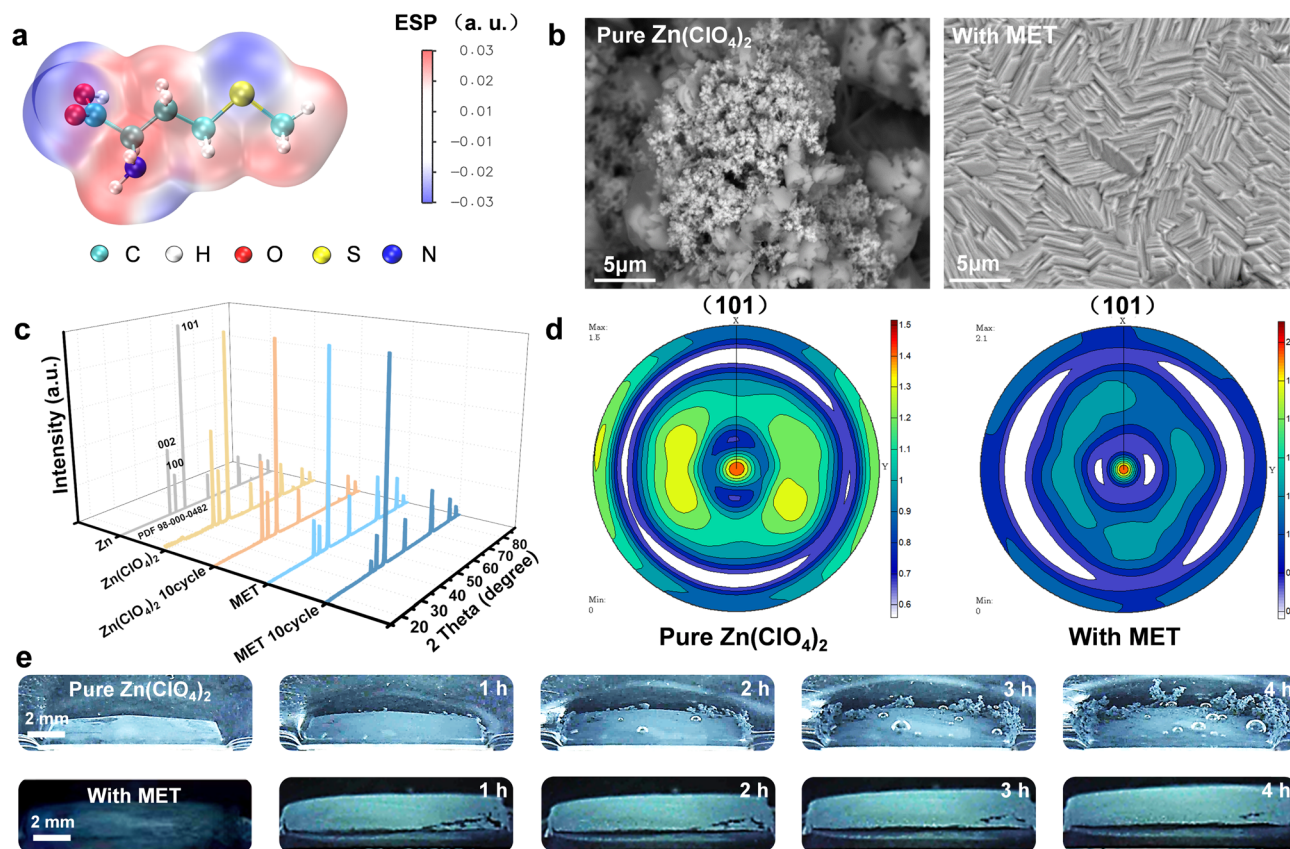 a
ESP （a. u.）
0.03
0.02
0.01
−0.01
−0.02
−0.03
C H O S N
b
Pure Zn(ClO₄)₂
5μm
With MET
5μm
c
Intensity (a.u.)
101
002
100
PDF 98-000-0482
Zn
Zn(ClO₄)₂
Zn(ClO₄)₂ 10cycle
MET
MET 10cycle
20
30
40
50
60
70
80
2 Theta (degree)
d
（101）
X
Max:
1.5
Y
Min:
0
1.5
1.4
1.3
1.2
1.1
1.0
0.9
0.8
0.7
0.6
Pure Zn(ClO₄)₂
（101）
X
Max:
2.1
Y
Min:
0
With MET
e
Pure Zn(ClO₄)₂
2 mm
1 h
2 h
3 h
4 h
With MET
2 mm
1 h
2 h
3 h
4 h